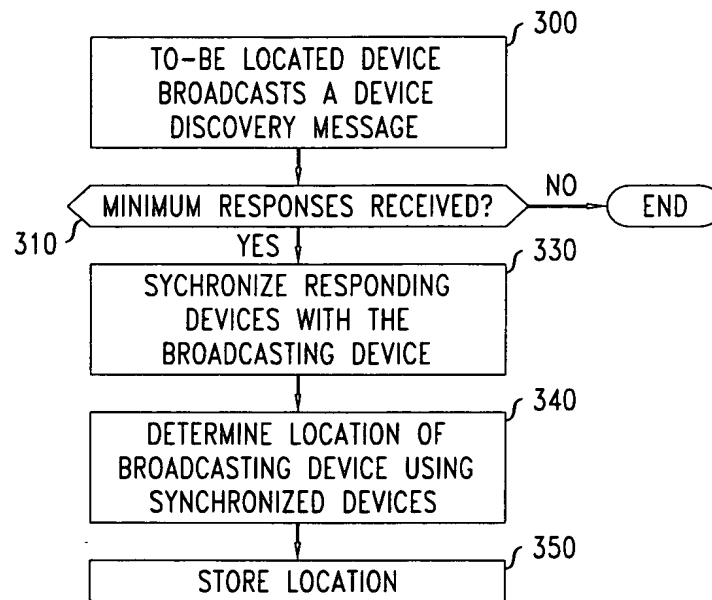 300
TO-BE LOCATED DEVICE
BROADCASTS A DEVICE
DISCOVERY MESSAGE
MINIMUM RESPONSES RECEIVED?
NO
END
310
YES
330
SYCHRONIZE RESPONDING
DEVICES WITH THE
BROADCASTING DEVICE
340
DETERMINE LOCATION OF
BROADCASTING DEVICE USING
SYNCHRONIZED DEVICES
350
STORE LOCATION